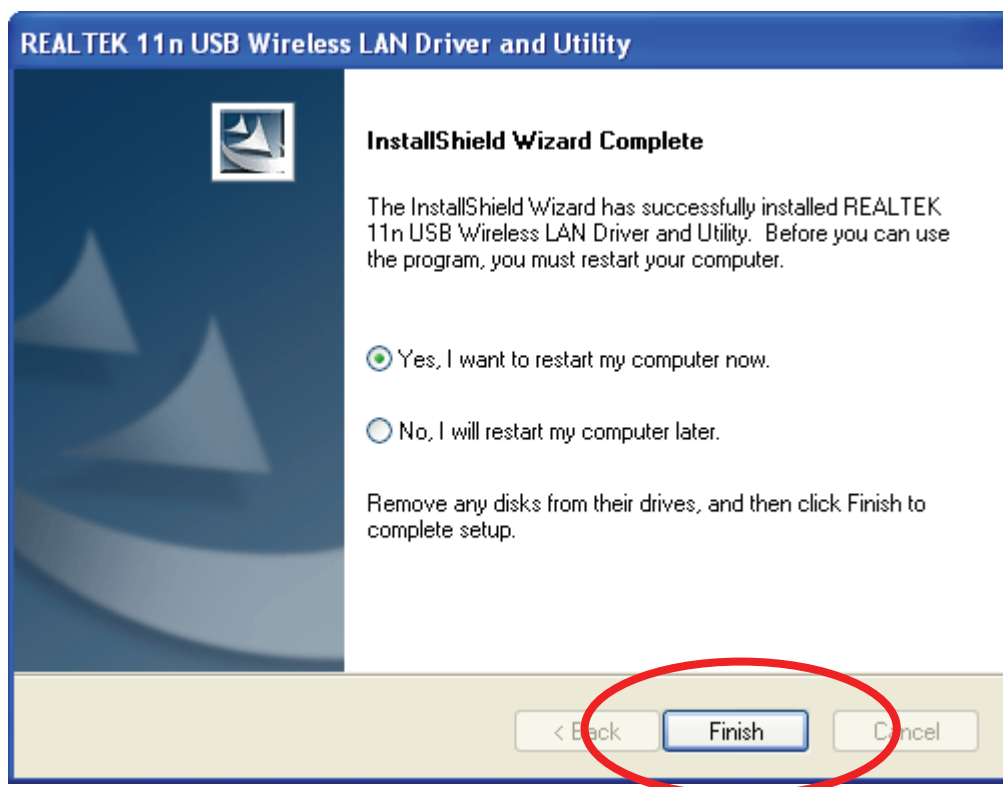 REALTEK 11n USB Wireless LAN Driver and Utility
InstallShield Wizard Complete
The InstallShield Wizard has successfully installed REALTEK
11n USB Wireless LAN Driver and Utility.  Before you can use
the program, you must restart your computer.
Yes, I want to restart my computer now.
No, I will restart my computer later.
Remove any disks from their drives, and then click Finish to
complete setup.
< Back
Finish
Cancel